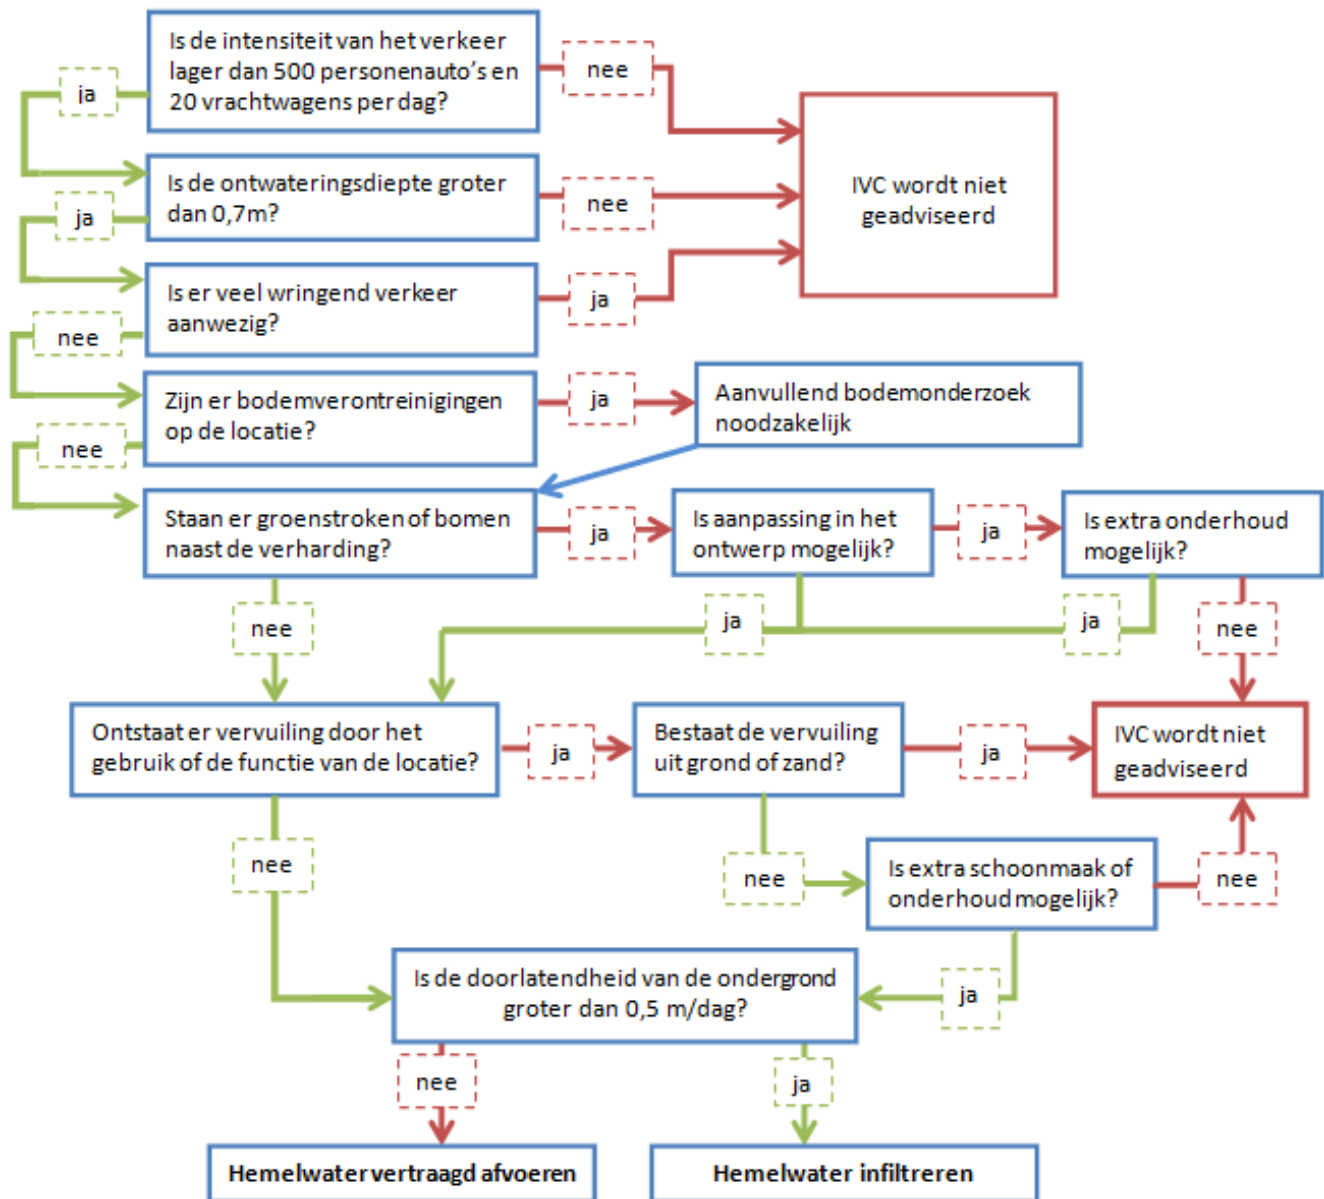 Is de intensiteit van het verkeer
lager dan 500 personenauto's en
20 vrachtwagens per dag?
nee
ja
IVC wordt niet
geadviseerd
Is de ontwateringsdiepte groter
dan 0,7m?
nee
ja
Is er veel wringend verkeer
aanwezig?
ja
nee
Zijn er bodemverontreinigingen
op de locatie?
ja
Aanvullend bodemonderzoek
noodzakelijk
nee
Staan er groenstroken of bomen
naast de verharding?
ja
Is aanpassing in het
ontwerp mogelijk?
ja
Is extra onderhoud
mogelijk?
nee
ja
ja
nee
Ontstaat er vervuiling door het
gebruik of de functie van de locatie?
ja
Bestaat de vervuiling
uit grond of zand?
ja
IVC wordt niet
geadviseerd
nee
nee
Is extra schoonmaak of
onderhoud mogelijk?
nee
Is de doorlatendheid van de ondergrond
groter dan 0,5 m/dag?
ja
nee
ja
Hemelwater vertraagd afvoeren
Hemelwater infiltreren